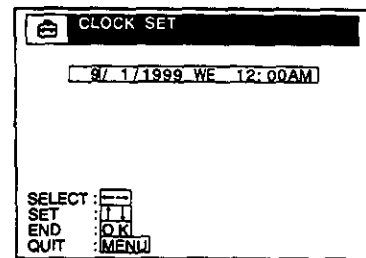 CLOCK SET
9/ 1/1999 WE 12:00AM
SELECT : ←→
SET : ↑↓
END : OK
QUIT : MENU